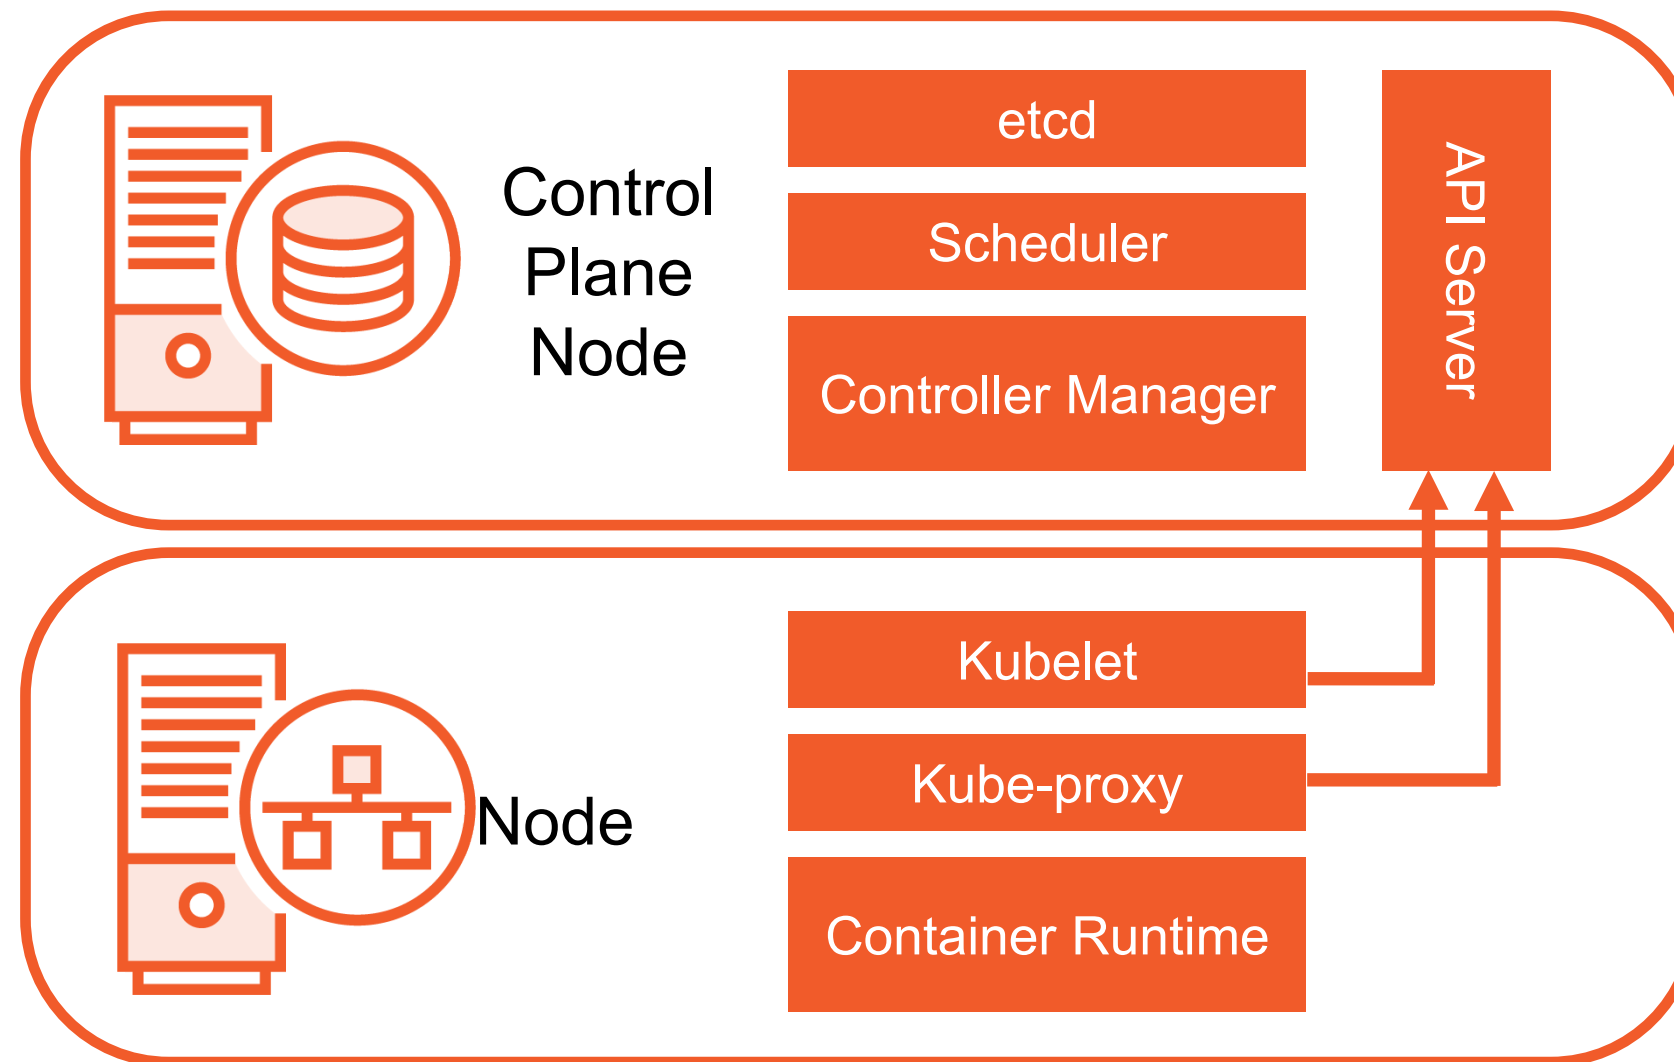 Control
Plane
Node
etcd
Scheduler
Controller Manager
API Server
Node
Kubelet
Kube-proxy
Container Runtime